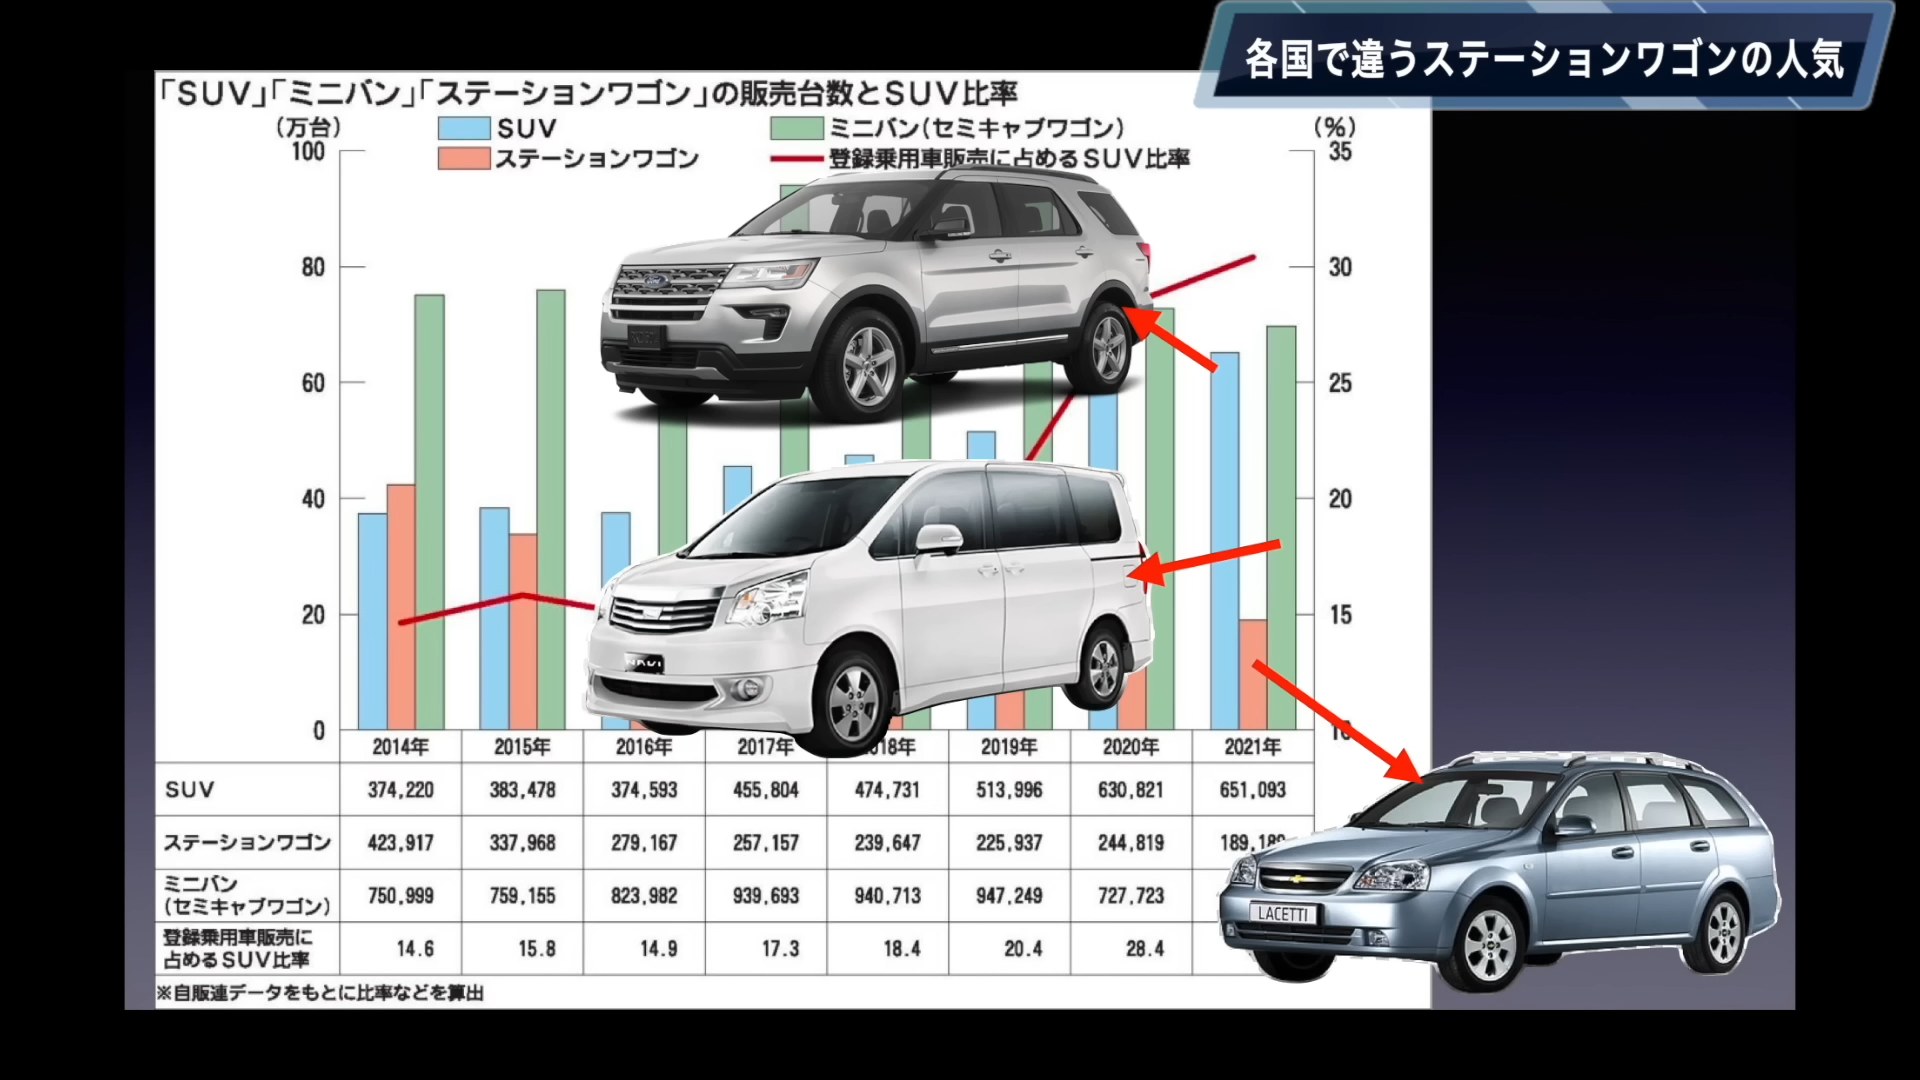 各国で違うステーションワゴンの人気
「SUV」「ミニバン」「ステーションワゴン」の販売台数とSUV比率
(万台)
SUV
ミニバン(セミキャブワゴン)
(%)
ステーションワゴン
登録乗用車販売に占めるSUV比率
100
80
60
40
20
0
35
30
25
20
15
2014年 2015年 2016年 2017年 2018年 2019年 2020年 2021年
SUV 374,220 383,478 374,593 455,804 474,731 513,996 630,821 651,093
ステーションワゴン 423,917 337,968 279,167 257,157 239,647 225,937 244,819
ミニバン
(セミキャブワゴン) 750,999 759,155 823,982 939,693 940,713 947,249 727,723
登録乗用車販売に
占めるSUV比率 14.6 15.8 14.9 17.3 18.4 20.4 28.4
※自販連データをもとに比率などを算出
LACETTI